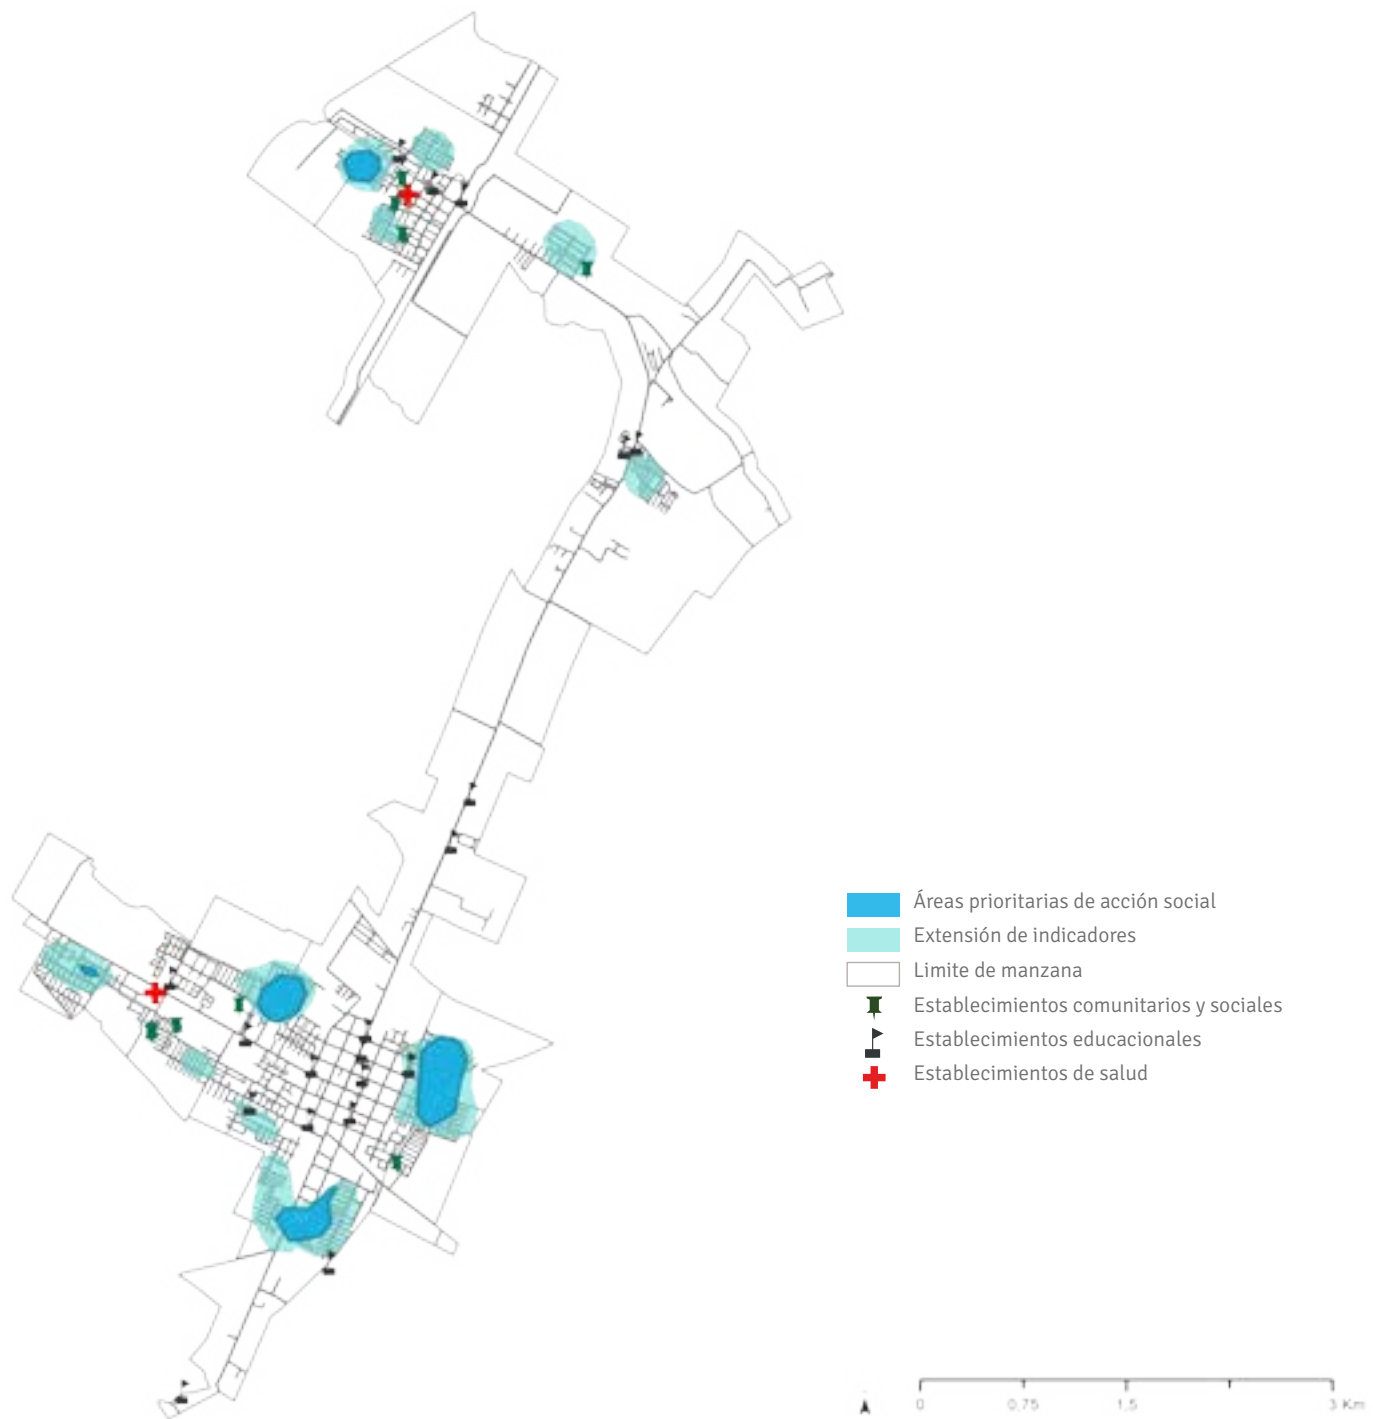 Áreas prioritarias de acción social
Extensión de indicadores
Limite de manzana
Establecimientos comunitarios y sociales
Establecimientos educacionales
Establecimientos de salud
0 0,75 1,5 3 Km